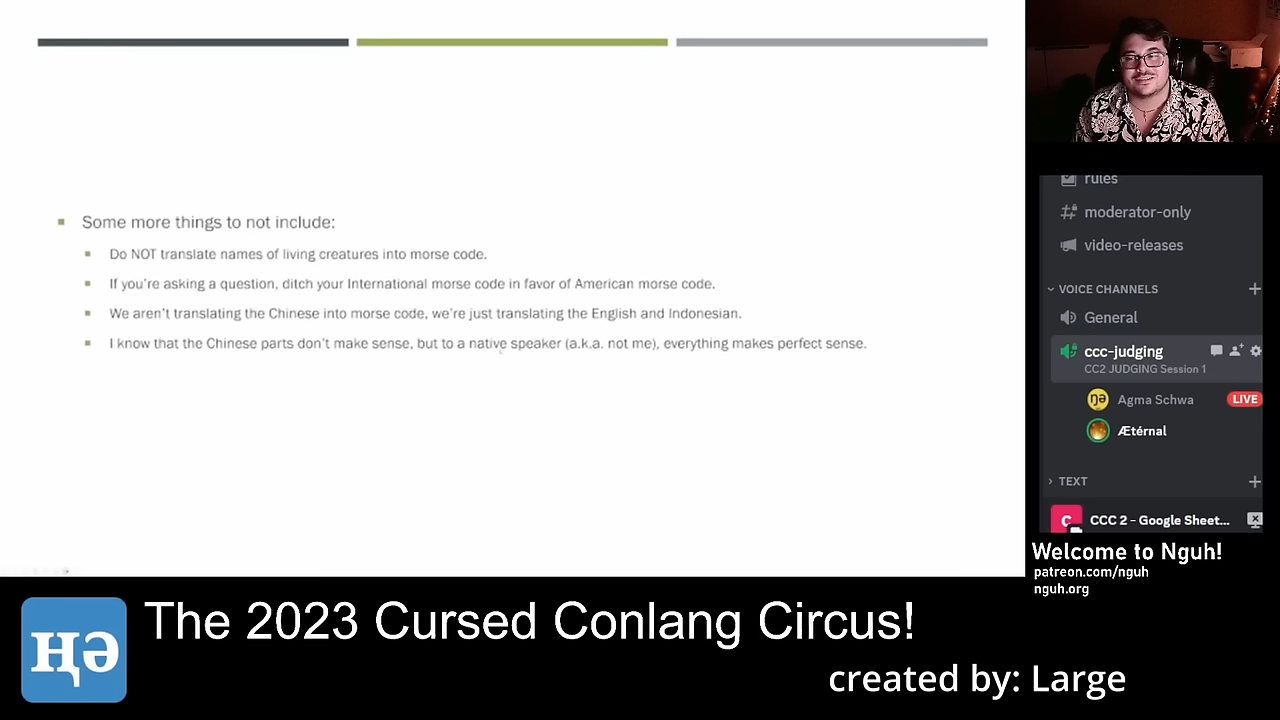 Some more things to not include:
Do NOT translate names of living creatures into morse code.
If you're asking a question, ditch your International morse code in favor of American morse code.
We aren't translating the Chinese into morse code, we're just translating the English and Indonesian.
I know that the Chinese parts don't make sense, but to a native speaker (a.k.a. not me), everything makes perfect sense.
rules
moderator-only
video-releases
VOICE CHANNELS
General
ccc-judging
CC2 JUDGING Session 1
ŋə
Agma Schwa
LIVE
Ætérnal
TEXT
C
CCC 2 - Google Sheet...
Welcome to Nguh!
patreon.com/nguh
nguh.org
ңə
The 2023 Cursed Conlang Circus!
created by: Large